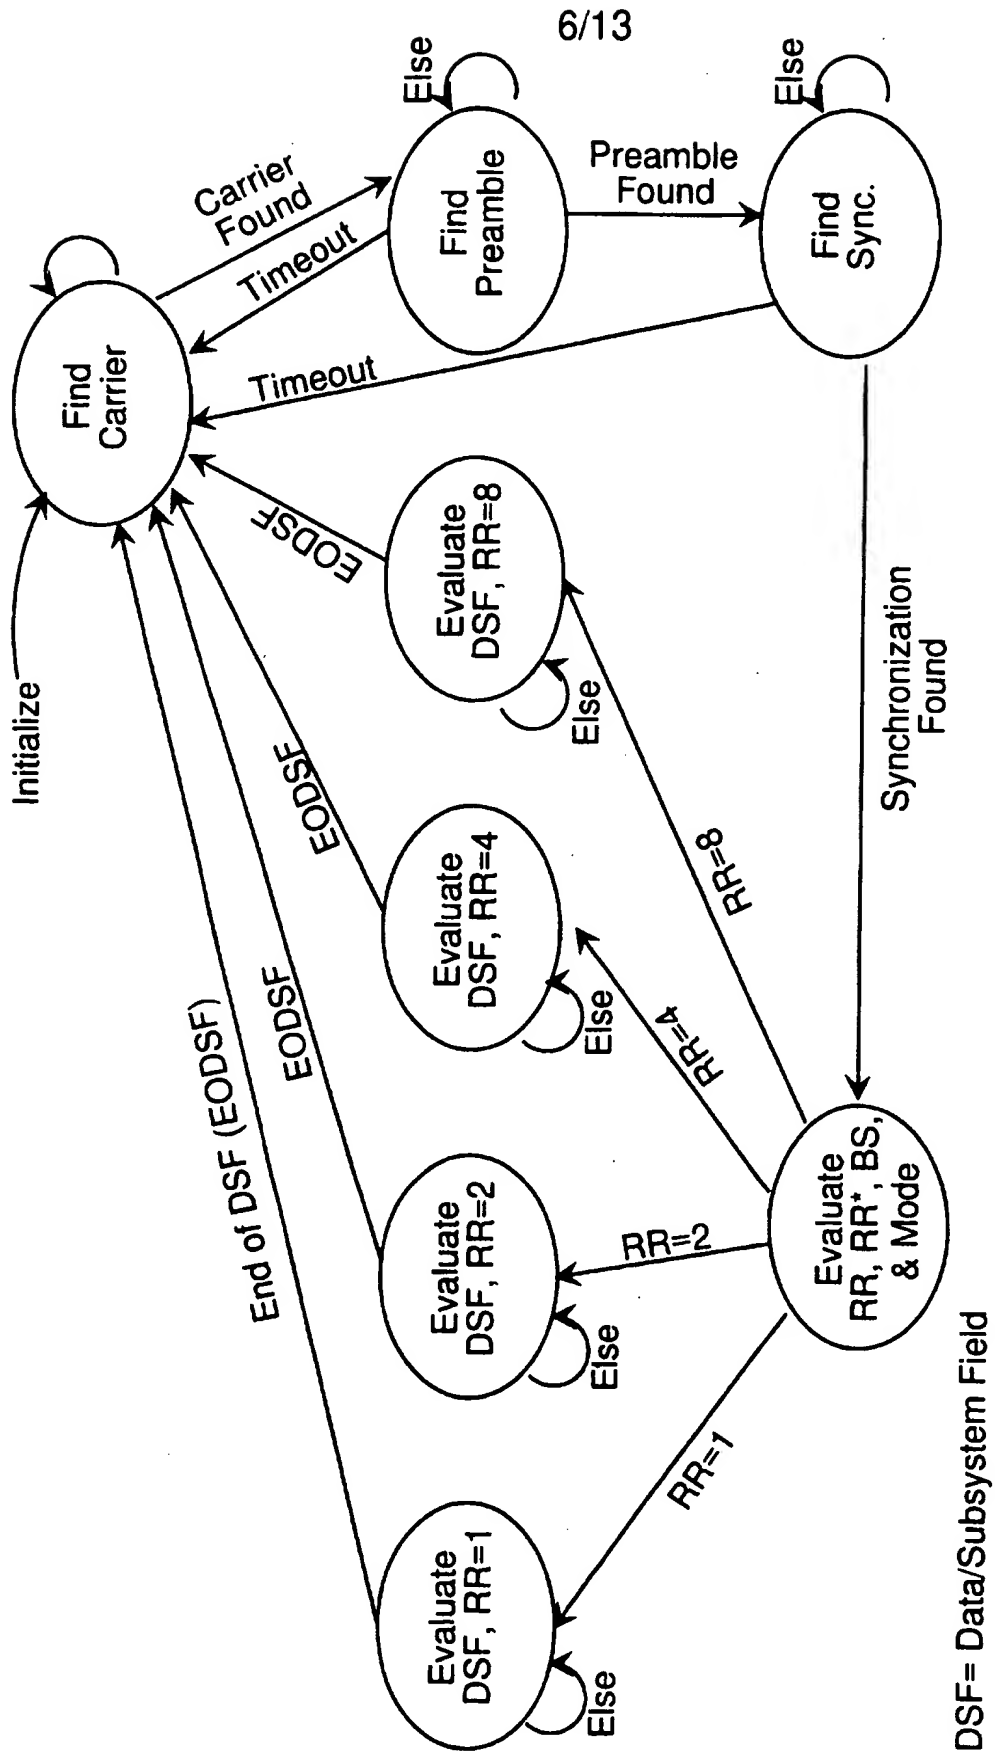 6/13
Initialize
Find
Carrier
Carrier
Found
Timeout
Else
Find
Preamble
Preamble
Found
Else
Find
Sync.
Timeout
Synchronization
Found
Evaluate
RR, RR*, BS,
& Mode
RR=1
RR=2
RR=4
RR=8
Evaluate
DSF, RR=1
Else
End of DSF (EODSF)
Evaluate
DSF, RR=2
Else
EODSF
Evaluate
DSF, RR=4
Else
EODSF
Evaluate
DSF, RR=8
Else
EODSF
DSF= Data/Subsystem Field